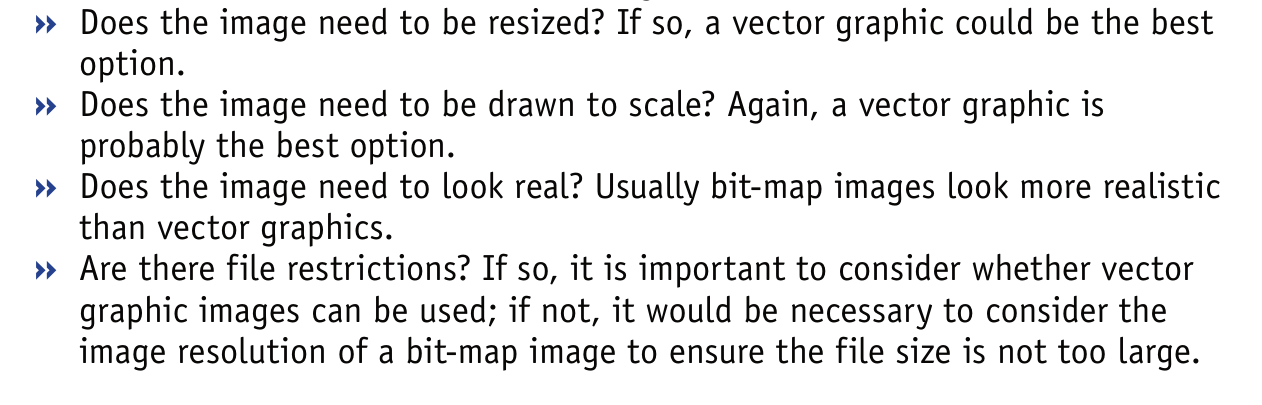 » Does the image need to be resized? If so, a vector graphic could be the best
option.
» Does the image need to be drawn to scale? Again, a vector graphic is
probably the best option.
» Does the image need to look real? Usually bit-map images look more realistic
than vector graphics.
» Are there file restrictions? If so, it is important to consider whether vector
graphic images can be used; if not, it would be necessary to consider the
image resolution of a bit-map image to ensure the file size is not too large.